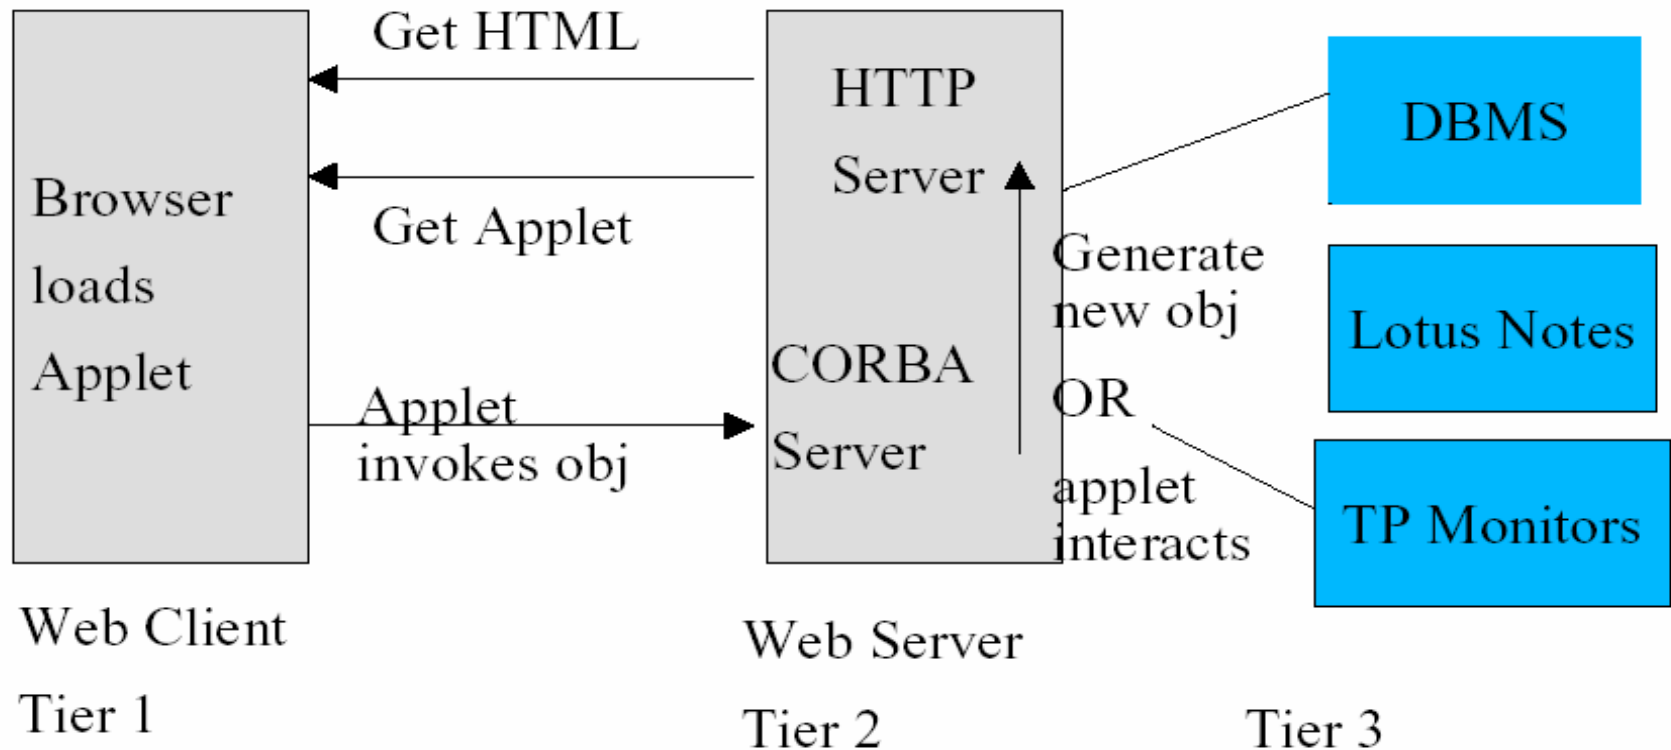 Get HTML
Get Applet
Browser
loads
Applet
Applet
invokes obj
HTTP
Server
CORBA
Server
Generate
new obj
OR
applet
interacts
DBMS
Lotus Notes
TP Monitors
Web Client
Tier 1
Web Server
Tier 2
Tier 3